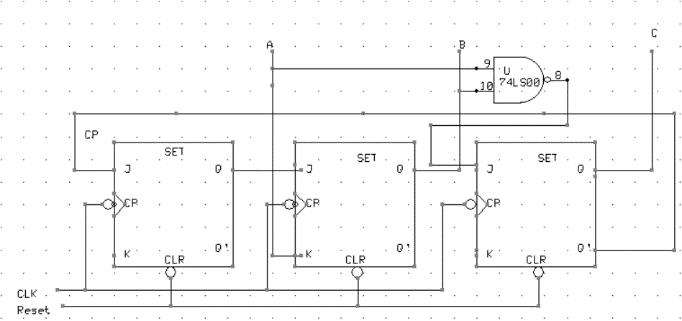 A B C
9 U 8
10 74LS00
CP
SET SET SET
J Q J Q J Q
CP CP CP
K Q' K Q' K Q'
CLR CLR CLR
CLK
Reset